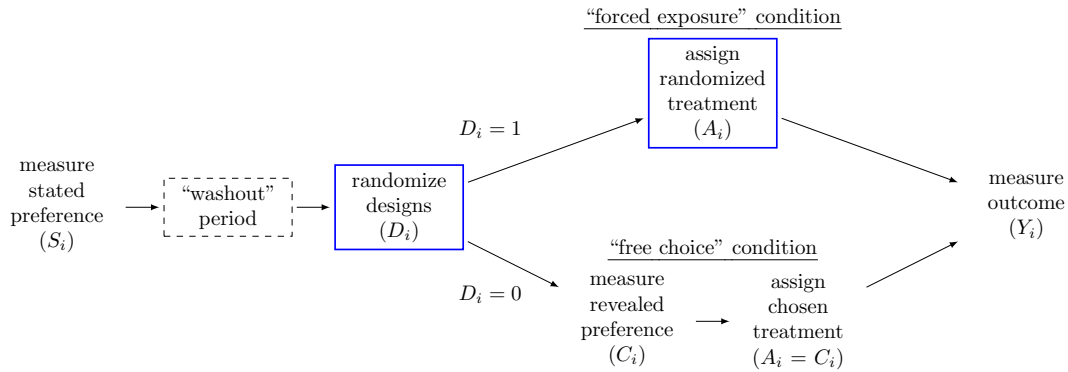 measure
stated
preference
(S_i)
“washout”
period
randomize
designs
(D_i)
D_i = 1
“forced exposure” condition
assign
randomized
treatment
(A_i)
D_i = 0
“free choice” condition
measure
revealed
preference
(C_i)
assign
chosen
treatment
(A_i = C_i)
measure
outcome
(Y_i)